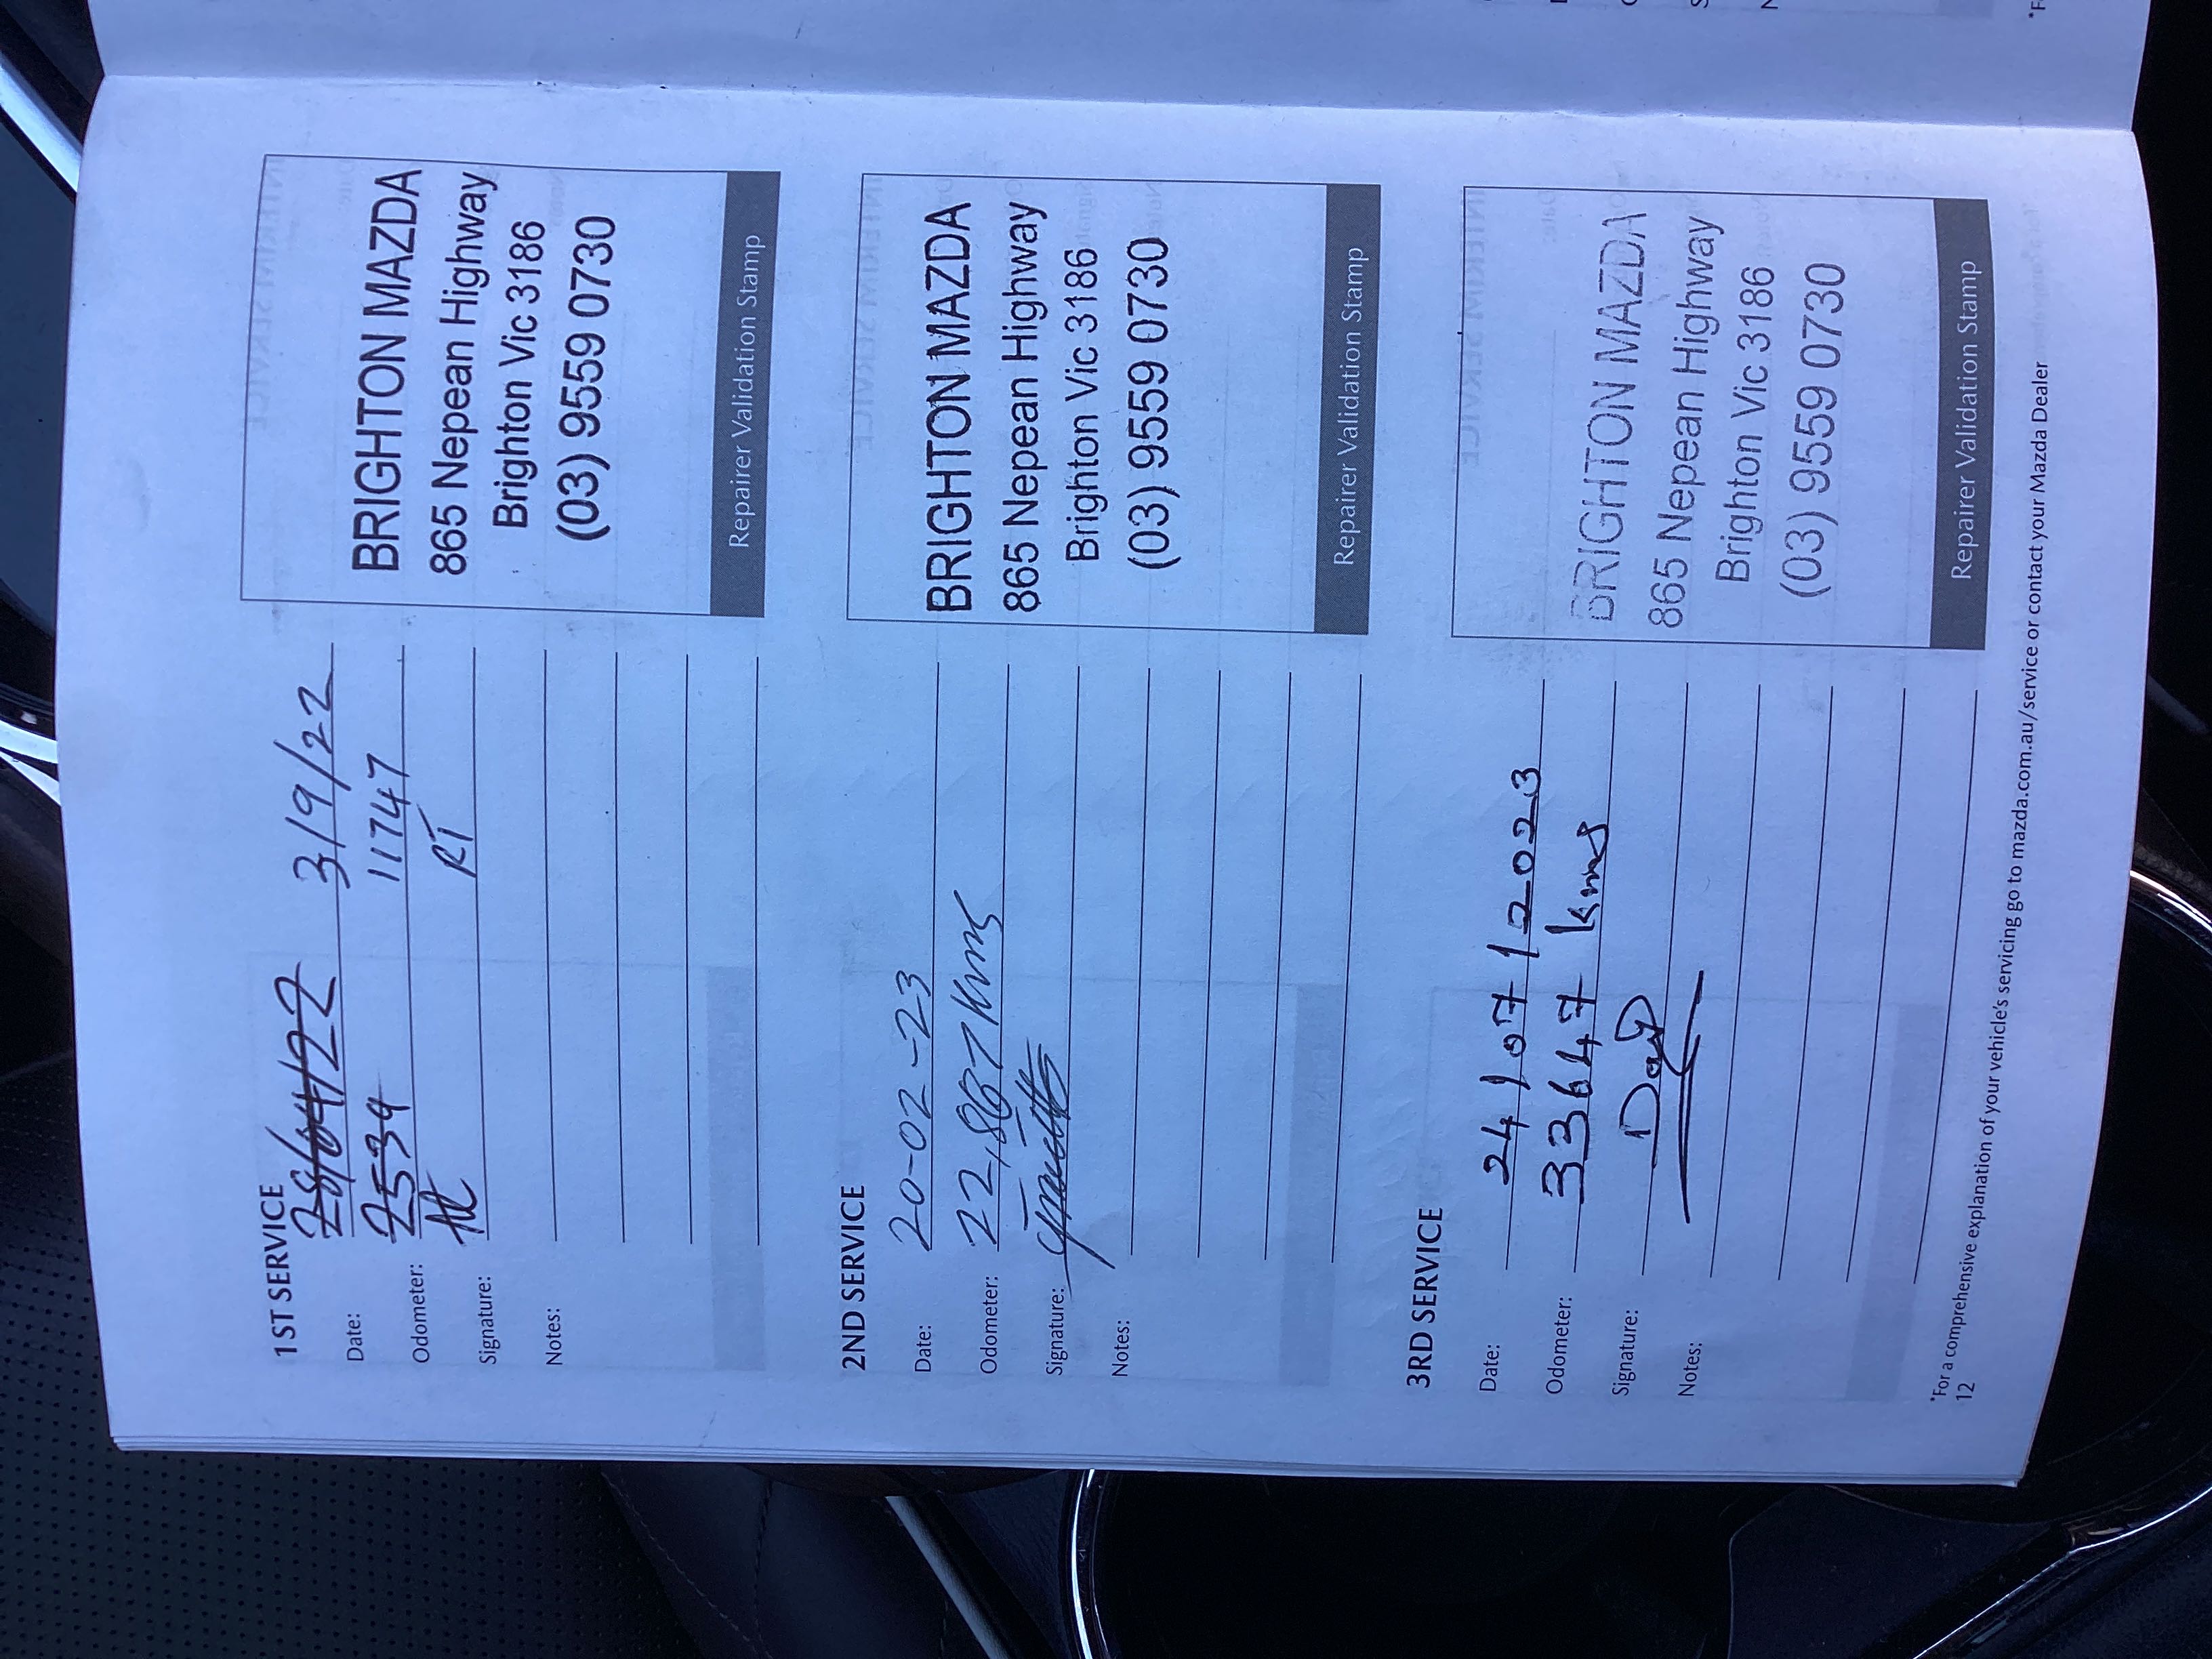 1ST SERVICE
Date: 28/04/22 3/9/22
Odometer: 2539 11747
Signature: RT
Notes:
BRIGHTON MAZDA
865 Nepean Highway
Brighton Vic 3186
(03) 9559 0730
Repairer Validation Stamp
2ND SERVICE
Date: 20-02-23
Odometer: 22,867 Kms
Signature:
Notes:
BRIGHTON MAZDA
865 Nepean Highway
Brighton Vic 3186
(03) 9559 0730
Repairer Validation Stamp
3RD SERVICE
Date: 24/07/2023
Odometer: 33647 kms
Signature:
Notes:
BRIGHTON MAZDA
865 Nepean Highway
Brighton Vic 3186
(03) 9559 0730
Repairer Validation Stamp
*For a comprehensive explanation of your vehicle's servicing go to mazda.com.au/service or contact your Mazda Dealer
12